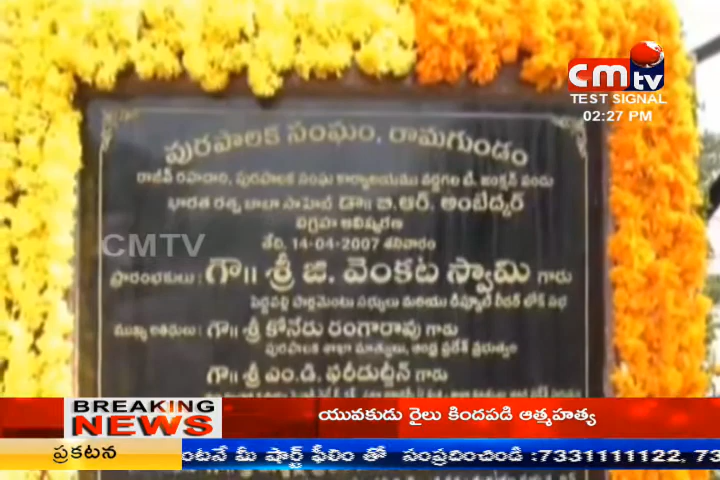 cmtv
TEST SIGNAL
02:27 PM
పురపాలక సంఘం, రామగుండం
రాజీవ్ రహదారి, పురపాలక సంఘ కార్యాలయము వద్దగల టి. జంక్షన్ నందు
భారత రత్న బాబా సాహెబ్ డా॥ బి.ఆర్. అంబేద్కర్
విగ్రహ ఆవిష్కరణ
తేది. 14-04-2007 శనివారం
CMTV
ప్రారంభకులు : గౌ॥ శ్రీ జి. వెంకట స్వామి గారు
పెద్దపల్లి పార్లమెంటు సభ్యులు మరియు డిప్యూటీ లీడర్ లోక్ సభ
ముఖ్య అతిథులు : గౌ॥ శ్రీ కోనేరు రంగారావు గారు
పురపాలక శాఖా మాత్యులు, ఆంధ్ర ప్రదేశ్ ప్రభుత్వం
గౌ॥ శ్రీ ఎం.డి. ఫరీదుద్దీన్ గారు
BREAKING NEWS
యువకుడు రైలు కిందపడి ఆత్మహత్య
ప్రకటన
ంటనే మీ షార్ట్ ఫిలిం తో సంప్రదించండి :7331111122, 73